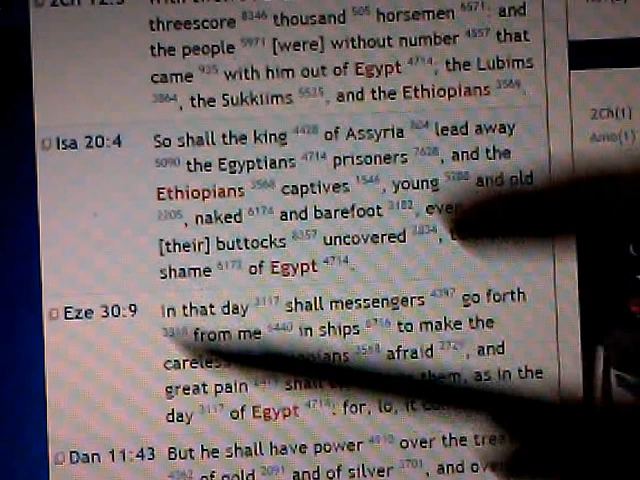 threescore 8346 thousand 505 horsemen 6571: and
the people 5971 [were] without number 4557 that
came 935 with him out of Egypt 4714; the Lubims
3864, the Sukkiims 5525, and the Ethiopians 3569.
Isa 20:4 So shall the king 4428 of Assyria 804 lead away
5090 the Egyptians 4714 prisoners 7628, and the
Ethiopians 3568 captives 1546, young 5288 and old
2205, naked 6174 and barefoot 3182,
[their] buttocks 8357 uncovered 2834,
shame 6172 of Egypt 4714.
Eze 30:9 In that day 3117 shall messengers 4397 go forth
3318 from me 6440 in ships 6716 to make the
afraid 2729, and
great pain shall them, as in the
day 3117 of Egypt 4714: for, lo, it
Dan 11:43 But he shall have power 4910 over the
4362 of gold 2091 and of silver 3701, and
2Ch(1)
Amo(1)